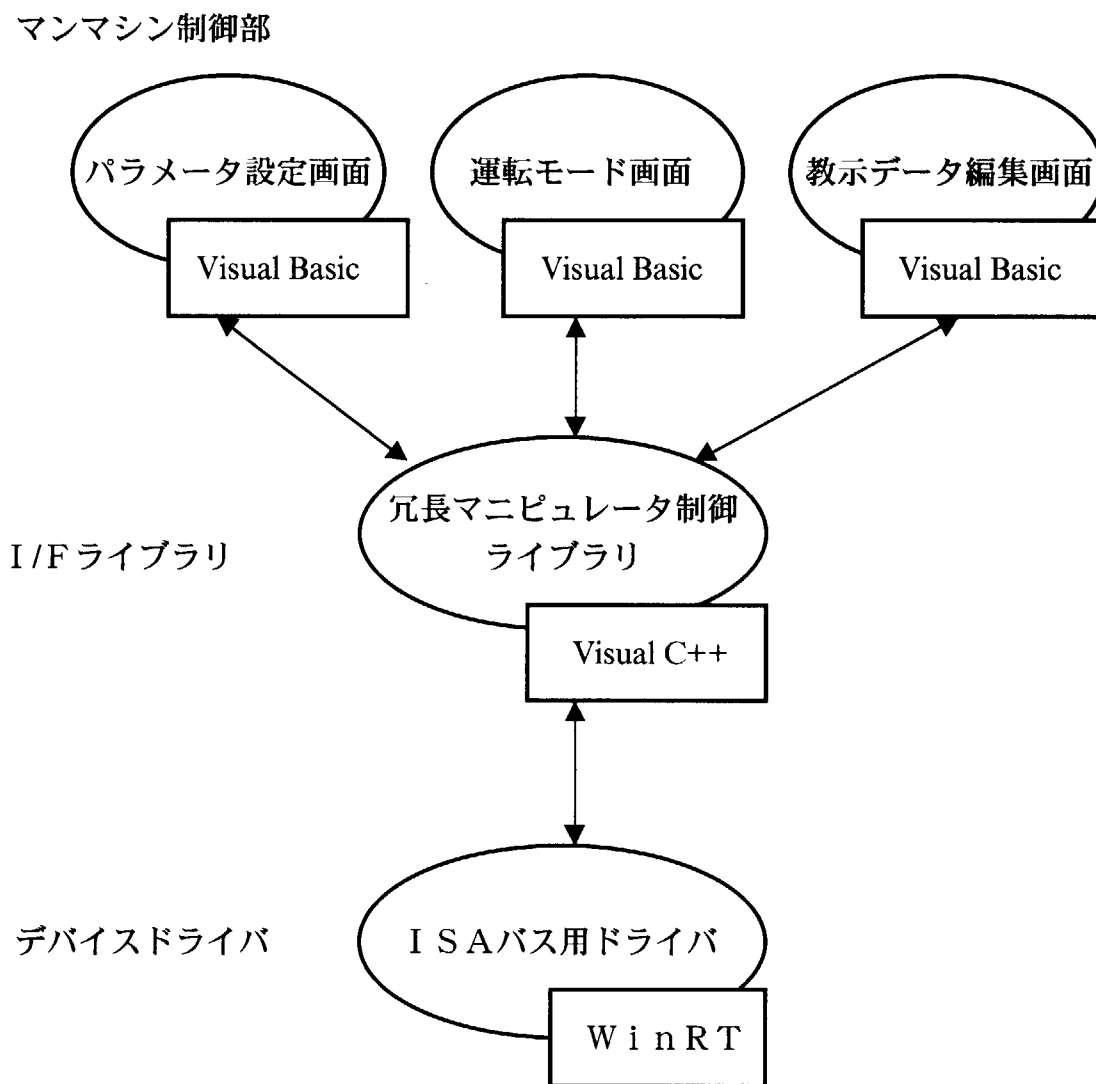 マンマシン制御部
パラメータ設定画面
運転モード画面
教示データ編集画面
Visual Basic
Visual Basic
Visual Basic
冗長マニピュレータ制御
ライブラリ
I/Fライブラリ
Visual C++
デバイスドライバ
ISAバス用ドライバ
WinRT